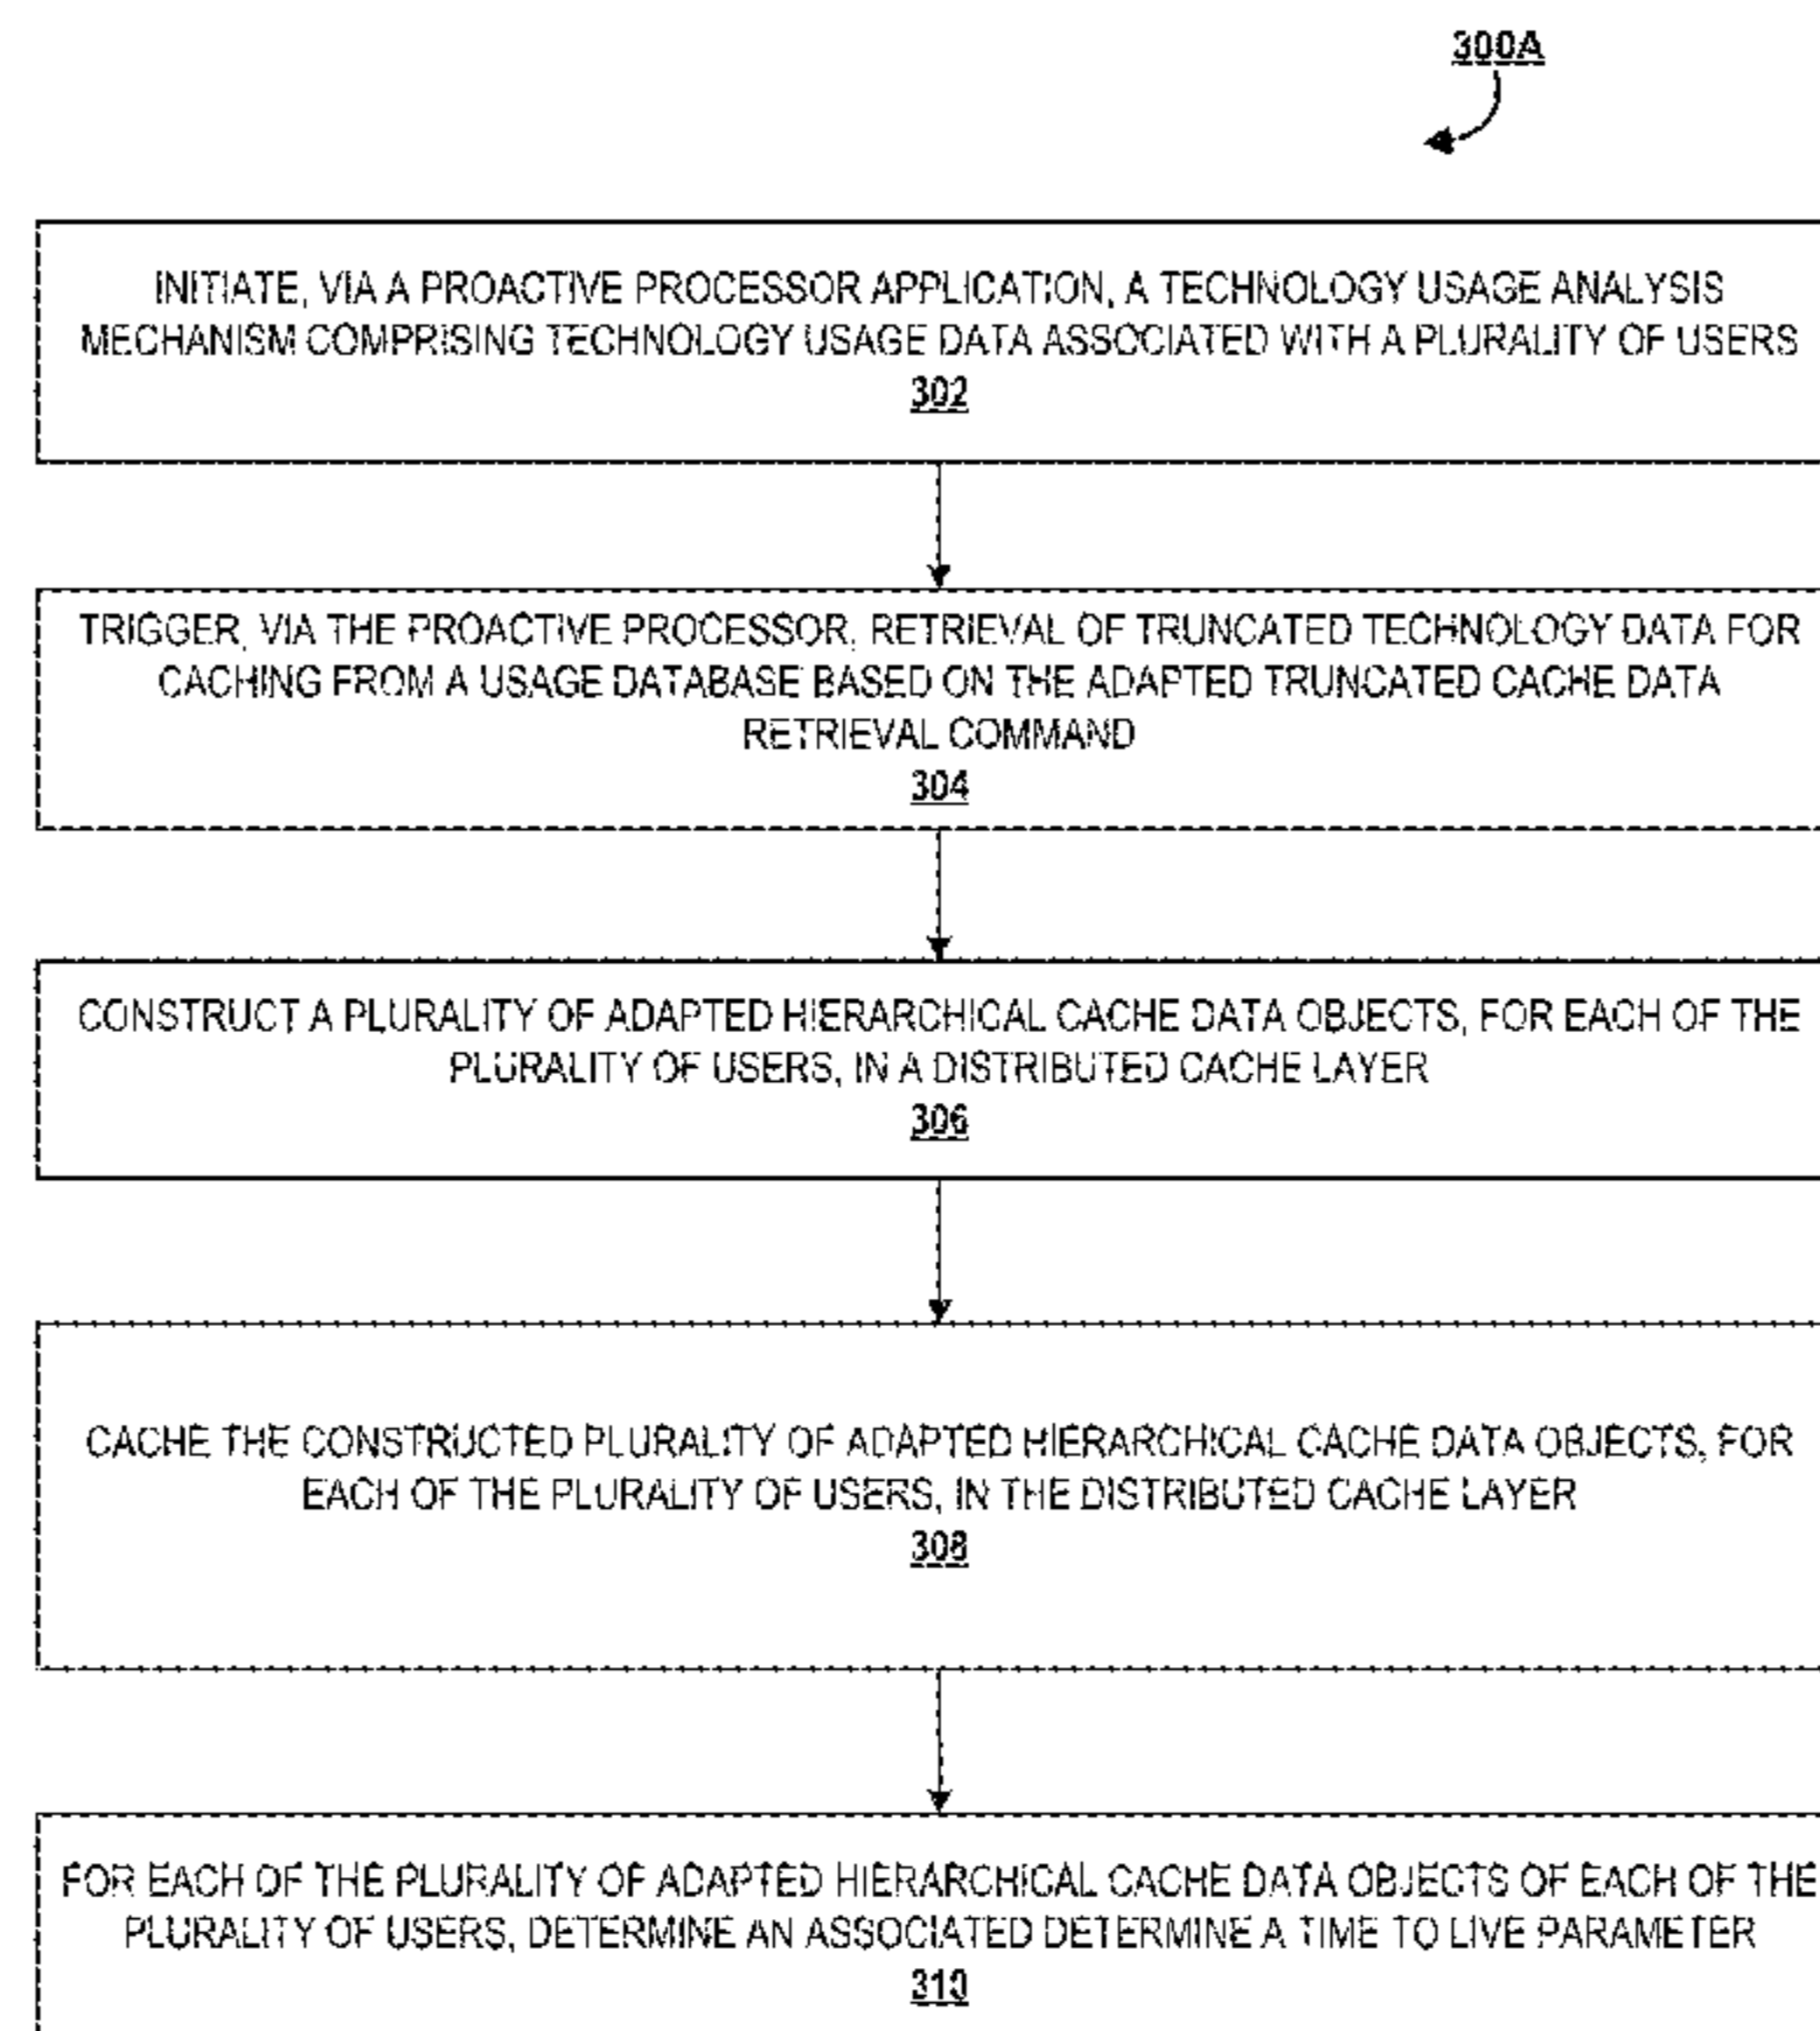 300A
INITIATE, VIA A PROACTIVE PROCESSOR APPLICATION, A TECHNOLOGY USAGE ANALYSIS
MECHANISM COMPRISING TECHNOLOGY USAGE DATA ASSOCIATED WITH A PLURALITY OF USERS
302
TRIGGER, VIA THE PROACTIVE PROCESSOR, RETRIEVAL OF TRUNCATED TECHNOLOGY DATA FOR
CACHING FROM A USAGE DATABASE BASED ON THE ADAPTED TRUNCATED CACHE DATA
RETRIEVAL COMMAND
304
CONSTRUCT A PLURALITY OF ADAPTED HIERARCHICAL CACHE DATA OBJECTS, FOR EACH OF THE
PLURALITY OF USERS, IN A DISTRIBUTED CACHE LAYER
306
CACHE THE CONSTRUCTED PLURALITY OF ADAPTED HIERARCHICAL CACHE DATA OBJECTS, FOR
EACH OF THE PLURALITY OF USERS, IN THE DISTRIBUTED CACHE LAYER
308
FOR EACH OF THE PLURALITY OF ADAPTED HIERARCHICAL CACHE DATA OBJECTS OF EACH OF THE
PLURALITY OF USERS, DETERMINE AN ASSOCIATED DETERMINE A TIME TO LIVE PARAMETER
310